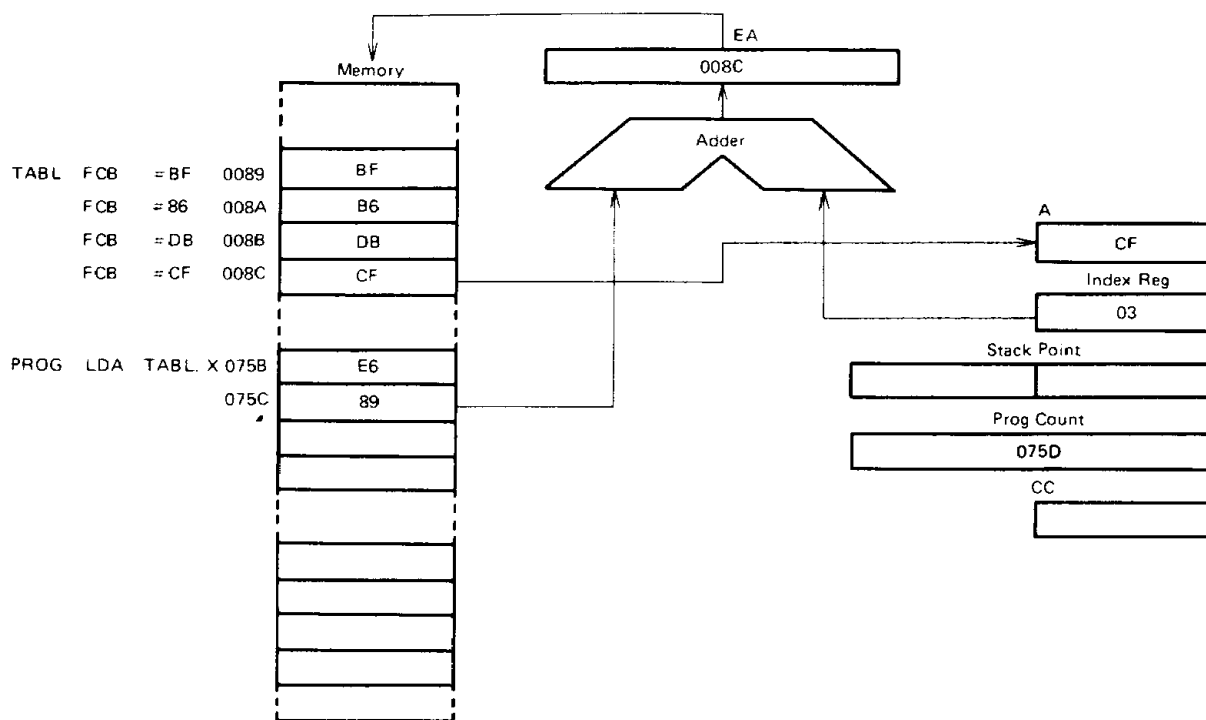 EA
008C
Memory
Adder
TABL FCB =BF 0089 BF
FCB =86 008A B6
FCB =DB 008B DB
FCB =CF 008C CF
A
CF
Index Reg
03
Stack Point
PROG LDA TABL. X 075B E6
075C 89
Prog Count
075D
CC